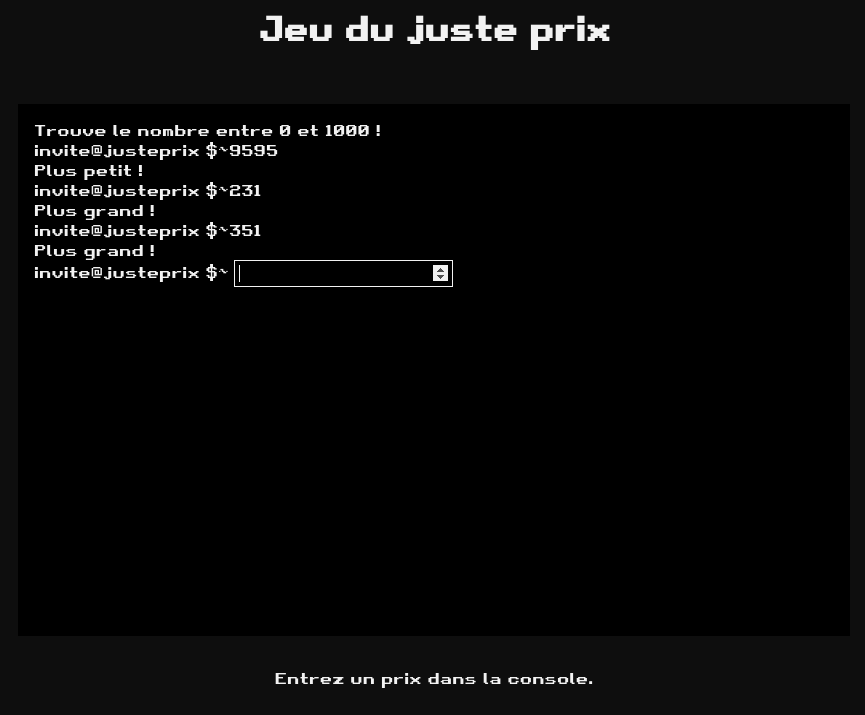 Jeu du juste prix
Trouve le nombre entre 0 et 1000 !
invite@justeprix $~9595
Plus petit !
invite@justeprix $~231
Plus grand !
invite@justeprix $~351
Plus grand !
invite@justeprix $~
Entrez un prix dans la console.